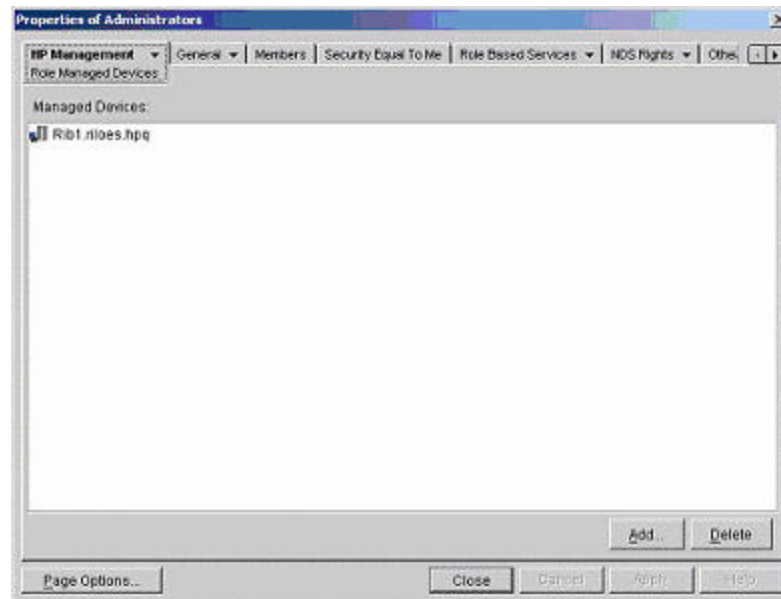 Properties of Administrators
HP Management General Members Security Equal To Me Role Based Services NDS Rights Other
Role Managed Devices
Managed Devices:
Rib1.riloes.hpq
Add... Delete
Page Options... Close Cancel Apply Help